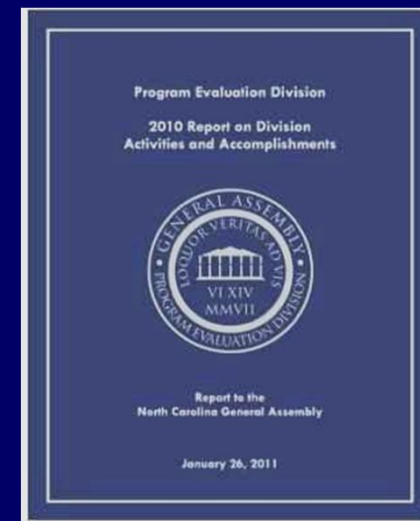 Program Evaluation Division
2010 Report on Division
Activities and Accomplishments
GENERAL ASSEMBLY
LOQUOR VERITAS AD VIS
VI XIV
MMVII
PROGRAM EVALUATION DIVISION
Report to the
North Carolina General Assembly
January 26, 2011